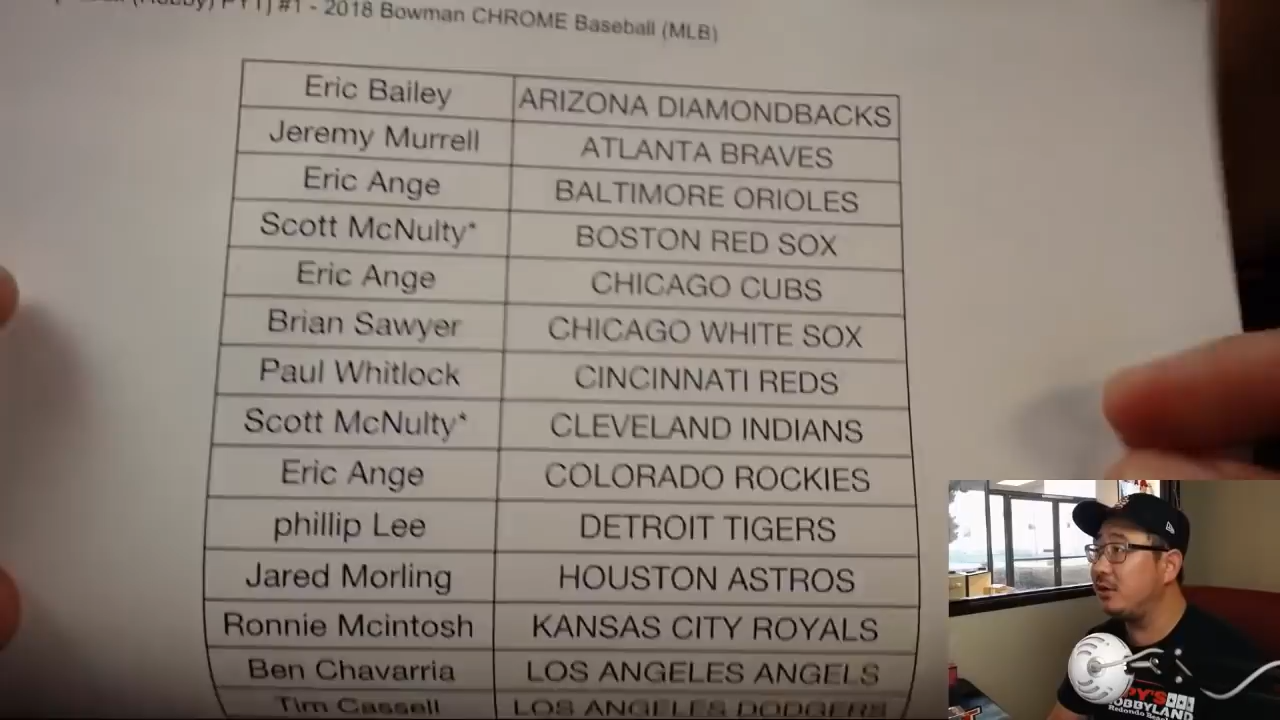 PYT] #1 - 2018 Bowman CHROME Baseball (MLB)
Eric Bailey ARIZONA DIAMONDBACKS
Jeremy Murrell ATLANTA BRAVES
Eric Ange BALTIMORE ORIOLES
Scott McNulty* BOSTON RED SOX
Eric Ange CHICAGO CUBS
Brian Sawyer CHICAGO WHITE SOX
Paul Whitlock CINCINNATI REDS
Scott McNulty* CLEVELAND INDIANS
Eric Ange COLORADO ROCKIES
phillip Lee DETROIT TIGERS
Jared Morling HOUSTON ASTROS
Ronnie Mcintosh KANSAS CITY ROYALS
Ben Chavarria LOS ANGELES ANGELS
Tim Cassell LOS ANGELES DODGERS